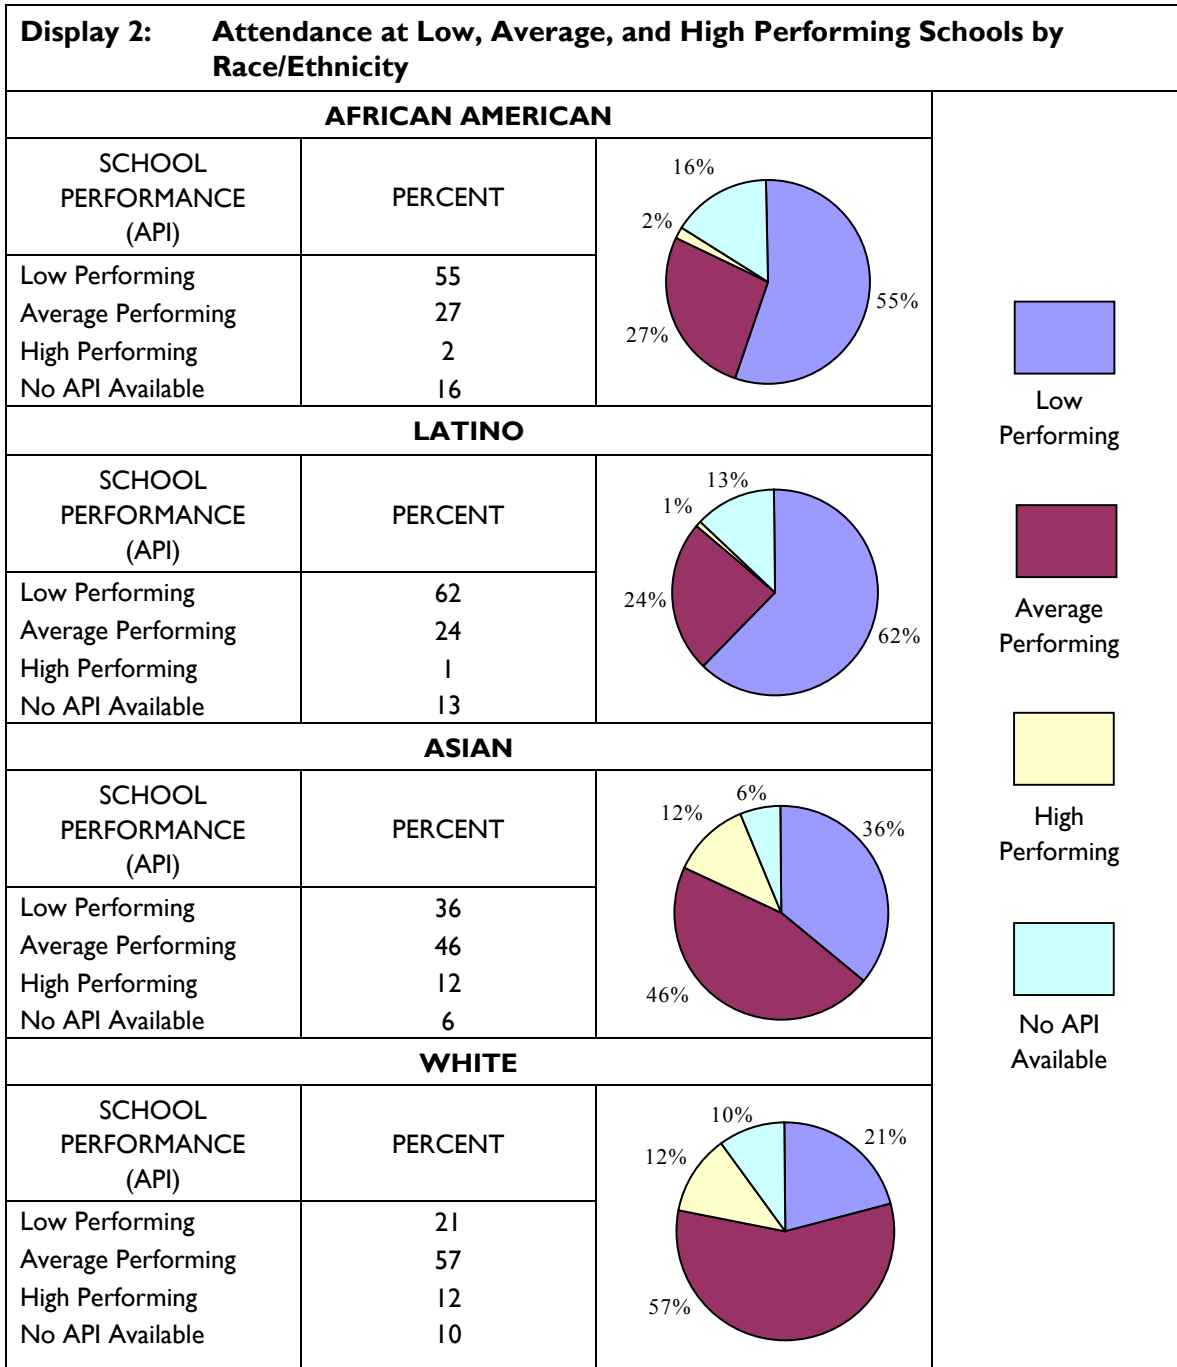 Display 2: Attendance at Low, Average, and High Performing Schools by
Race/Ethnicity
AFRICAN AMERICAN
SCHOOL
PERFORMANCE
(API)
PERCENT
Low Performing 55
Average Performing 27
High Performing 2
No API Available 16
16%
2%
27%
55%
LATINO
SCHOOL
PERFORMANCE
(API)
PERCENT
Low Performing 62
Average Performing 24
High Performing 1
No API Available 13
13%
1%
24%
62%
ASIAN
SCHOOL
PERFORMANCE
(API)
PERCENT
Low Performing 36
Average Performing 46
High Performing 12
No API Available 6
6%
12%
36%
46%
WHITE
SCHOOL
PERFORMANCE
(API)
PERCENT
Low Performing 21
Average Performing 57
High Performing 12
No API Available 10
10%
12%
21%
57%
Low
Performing
Average
Performing
High
Performing
No API
Available